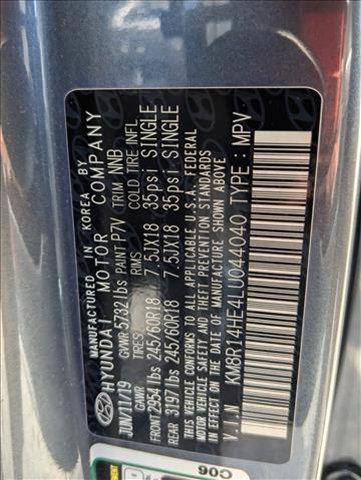 MANUFACTURED IN KOREA BY
HYUNDAI MOTOR COMPANY
GVWR 5732 lbs PAINT P7V
JUN/11/19 TRIM NNB
GAWR TIRES RIMS COLD TIRE INFL.
FRONT 2954 lbs 245/60R18 7.5JX18 35psi SINGLE
REAR 3197 lbs 245/60R18 7.5JX18 35psi SINGLE
THIS VEHICLE CONFORMS TO ALL APPLICABLE U.S.A. FEDERAL
MOTOR VEHICLE SAFETY, BUMPER AND THEFT PREVENTION STANDARDS
IN EFFECT ON THE DATE OF MANUFACTURE SHOWN ABOVE
V.I.N : KM8R14HE4LU044040 TYPE : MPV
C06